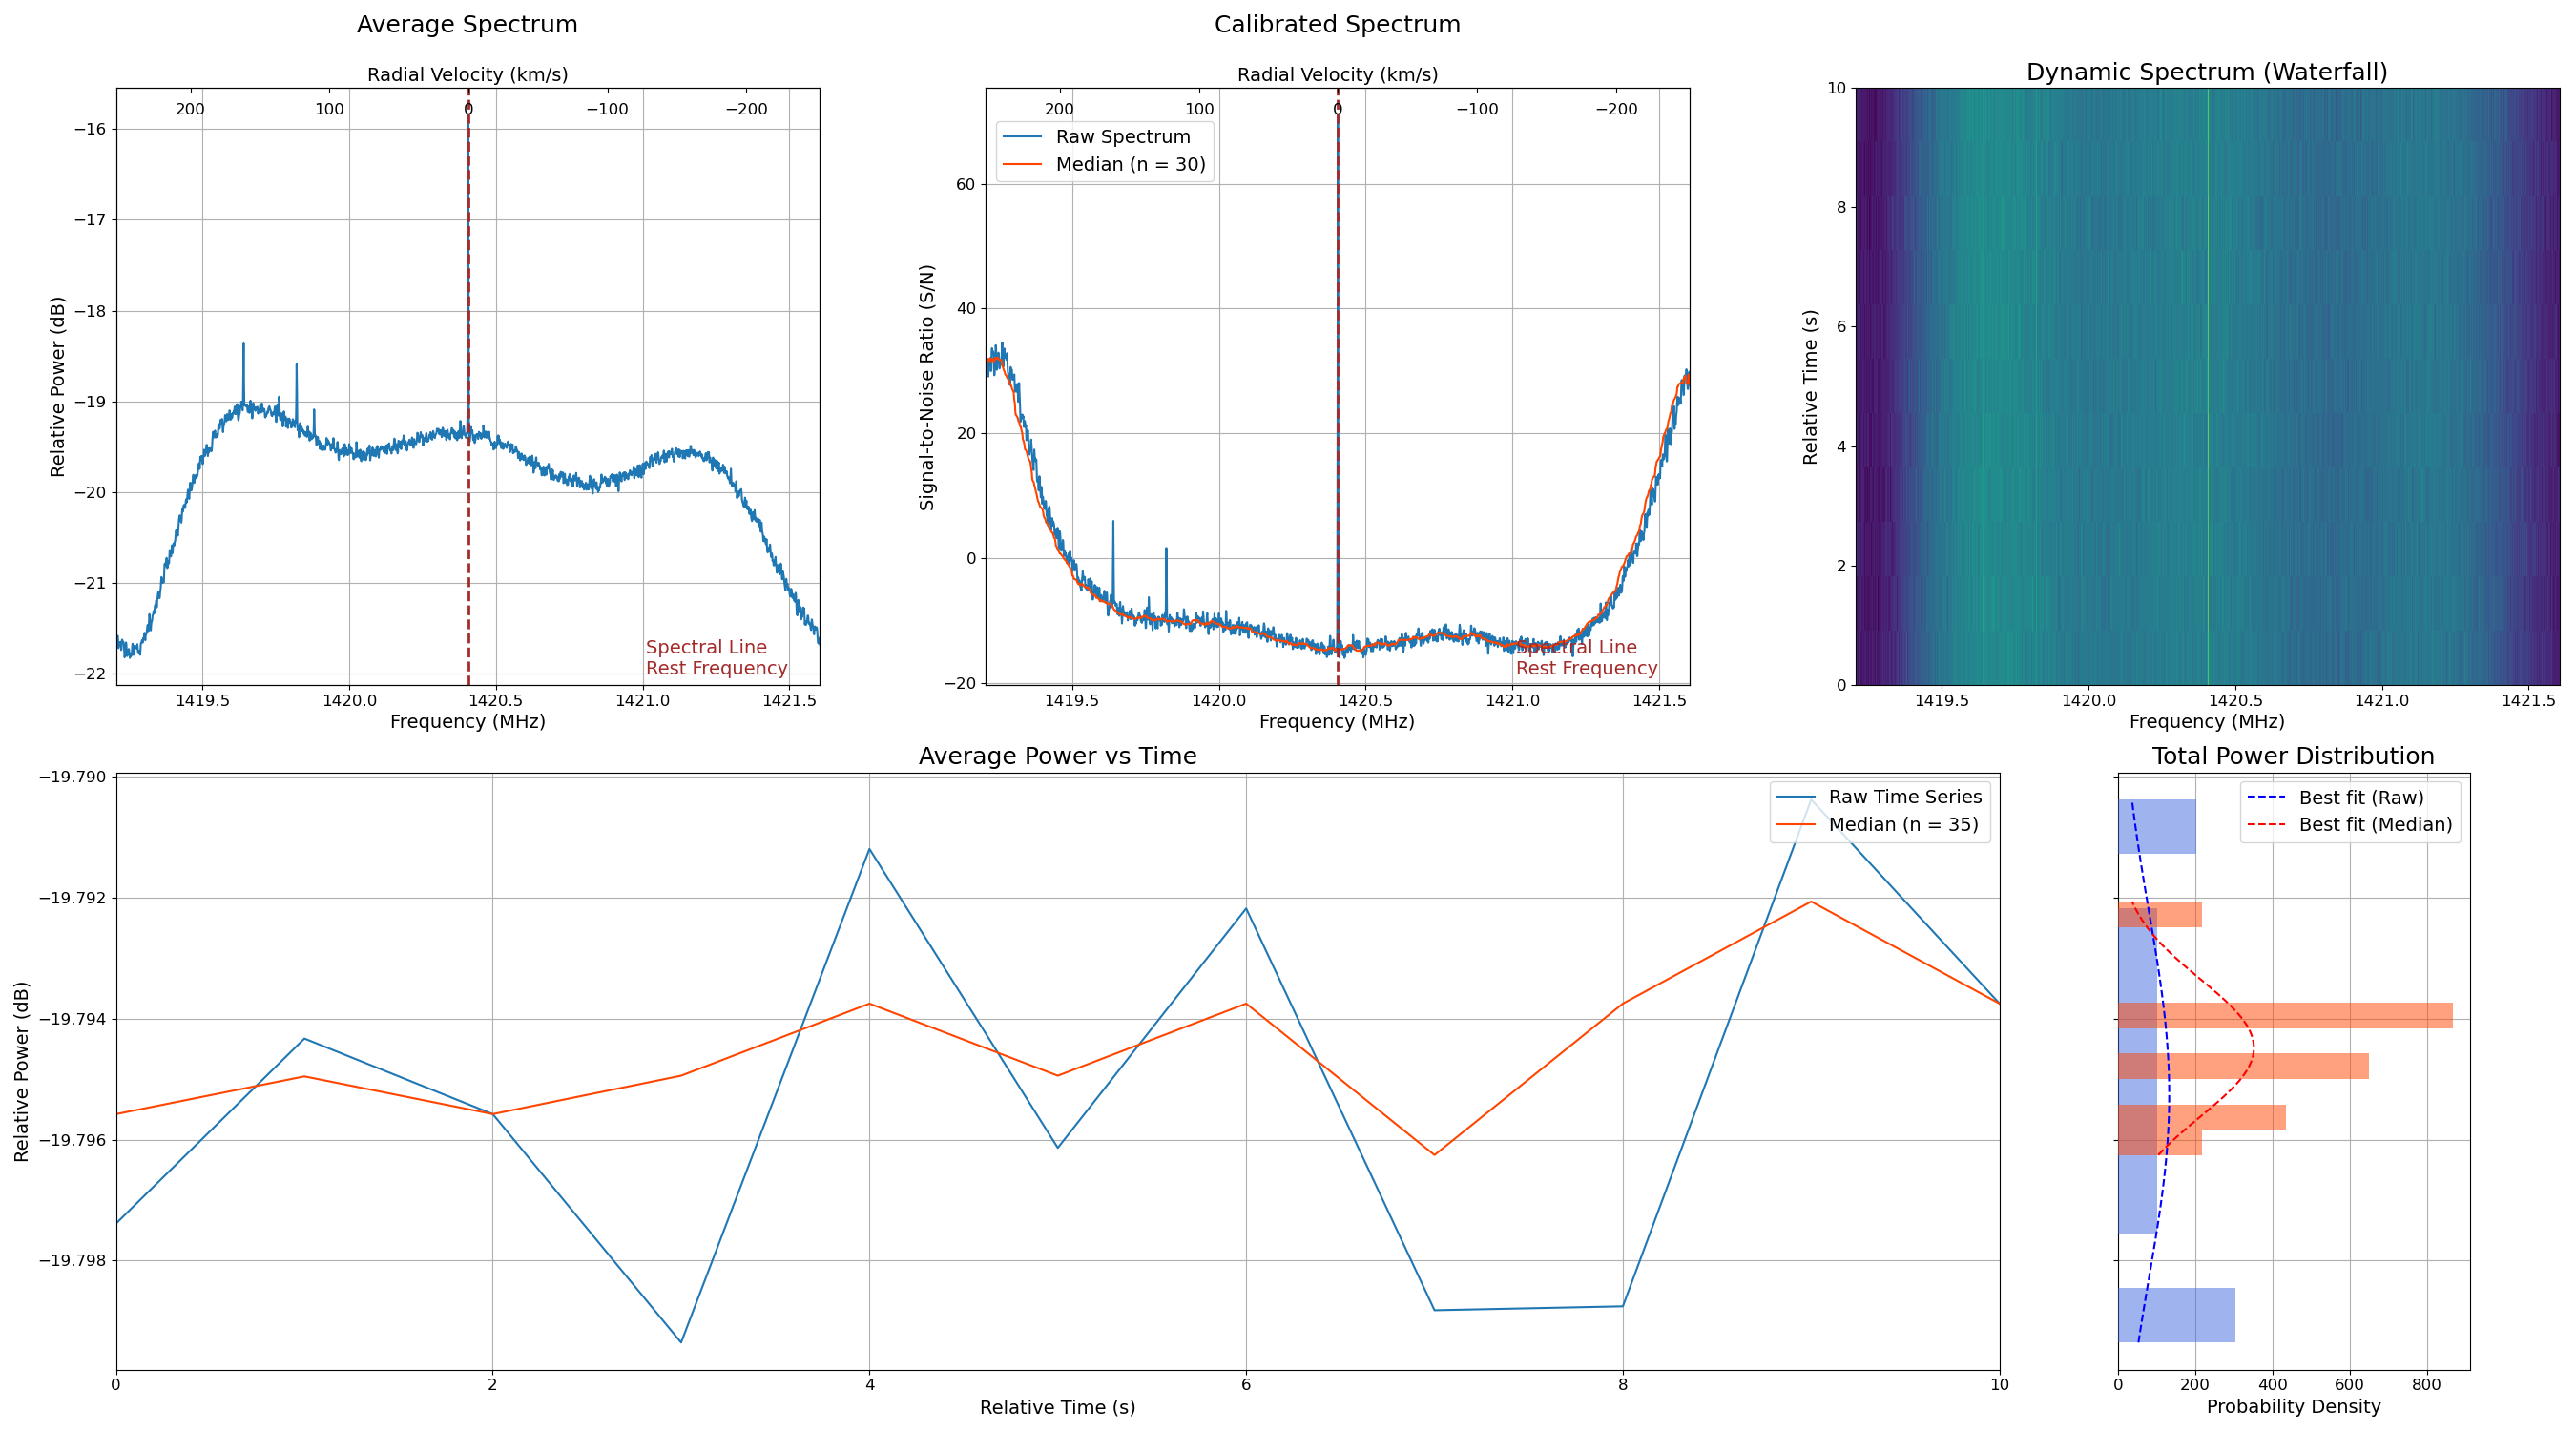 Average Spectrum
Radial Velocity (km/s)
200 100 0 −100 −200
−16
−17
−18
−19
−20
−21
−22
Relative Power (dB)
Spectral Line
Rest Frequency
1419.5 1420.0 1420.5 1421.0 1421.5
Frequency (MHz)
Calibrated Spectrum
Radial Velocity (km/s)
200 100 0 −100 −200
Raw Spectrum
Median (n = 30)
60
40
20
0
−20
Signal-to-Noise Ratio (S/N)
Spectral Line
Rest Frequency
1419.5 1420.0 1420.5 1421.0 1421.5
Frequency (MHz)
Dynamic Spectrum (Waterfall)
10
8
6
4
2
0
Relative Time (s)
1419.5 1420.0 1420.5 1421.0 1421.5
Frequency (MHz)
Average Power vs Time
−19.790
−19.792
−19.794
−19.796
−19.798
Relative Power (dB)
Raw Time Series
Median (n = 35)
0 2 4 6 8 10
Relative Time (s)
Total Power Distribution
Best fit (Raw)
Best fit (Median)
0 200 400 600 800
Probability Density